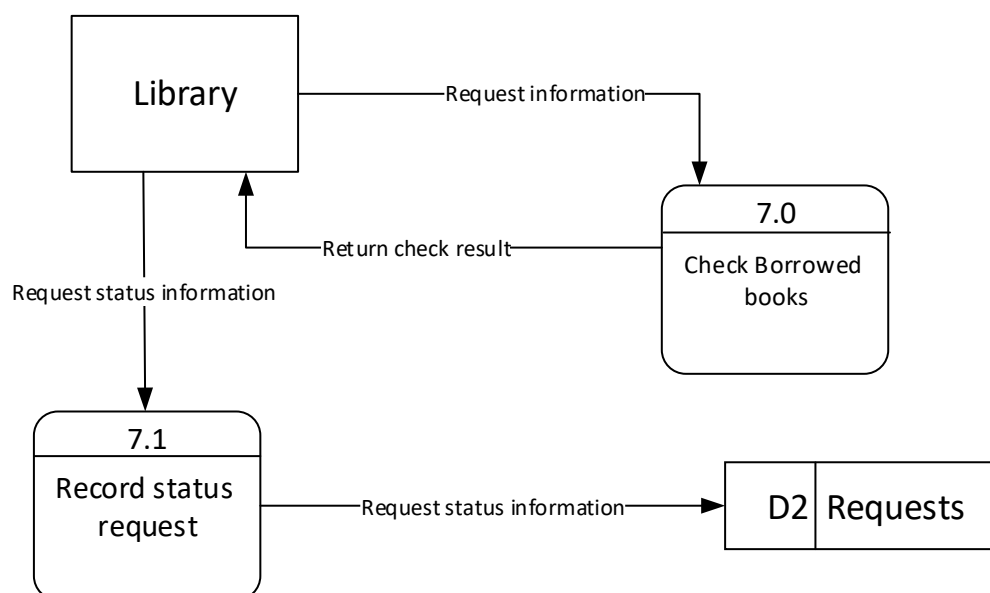 Library
Request information
7.0
Return check result
Check Borrowed
books
Request status information
7.1
Record status
request
Request status information
D2 Requests